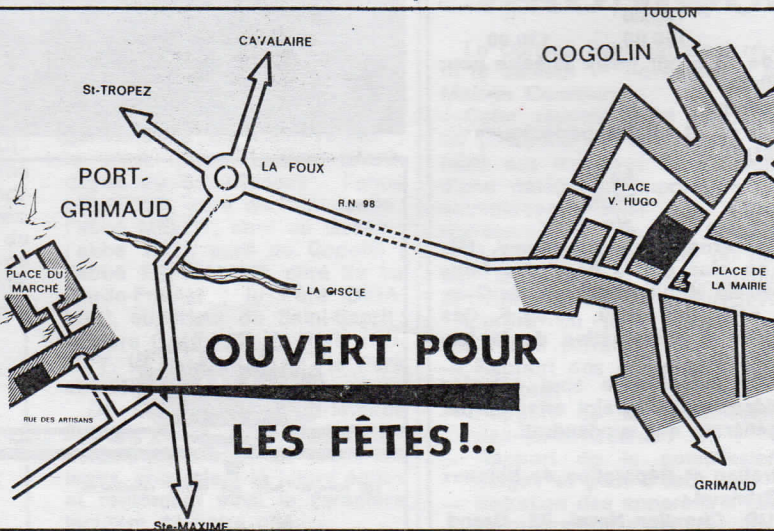 TOULON
CAVALAIRE
COGOLIN
St-TROPEZ
LA FOUX
PORT-
GRIMAUD
R.N. 98
PLACE
V. HUGO
PLACE DU
MARCHÉ
LA GISCLE
PLACE DE
LA MAIRIE
OUVERT POUR
RUE DES ARTISANS
LES FÊTES!..
GRIMAUD
Ste-MAXIME